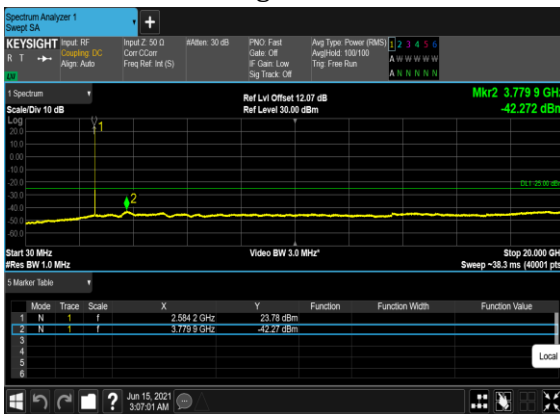 Spectrum Analyzer 1
Swept SA
KEYSIGHT Input: RF Input Z: 50 Ω #Atten: 30 dB PNO: Fast Avg Type: Power (RMS) 1 2 3 4 5 6
R T Coupling: DC Corr CCorr Gate: Off Avg|Hold: 100/100 A W W W W W
Align: Auto Freq Ref: Int (S) IF Gain: Low Trig: Free Run A N N N N N
Sig Track: Off
LV
1 Spectrum Ref Lvl Offset 12.07 dB Mkr2 3.779 9 GHz
Scale/Div 10 dB Ref Level 30.00 dBm -42.272 dBm
Log
20.0
10.0
0.00
-10.0
-20.0
-30.0
-40.0
-50.0
-60.0
1
2
DL1 -25.00 dBm
Start 30 MHz Video BW 3.0 MHz* Stop 20.000 GHz
#Res BW 1.0 MHz Sweep ~38.3 ms (40001 pts)
5 Marker Table
Mode Trace Scale X Y Function Function Width Function Value
1 N 1 f 2.584 2 GHz 23.78 dBm
2 N 1 f 3.779 9 GHz -42.27 dBm
3
4
5
6
Local
? Jun 15, 2021
3:07:01 AM